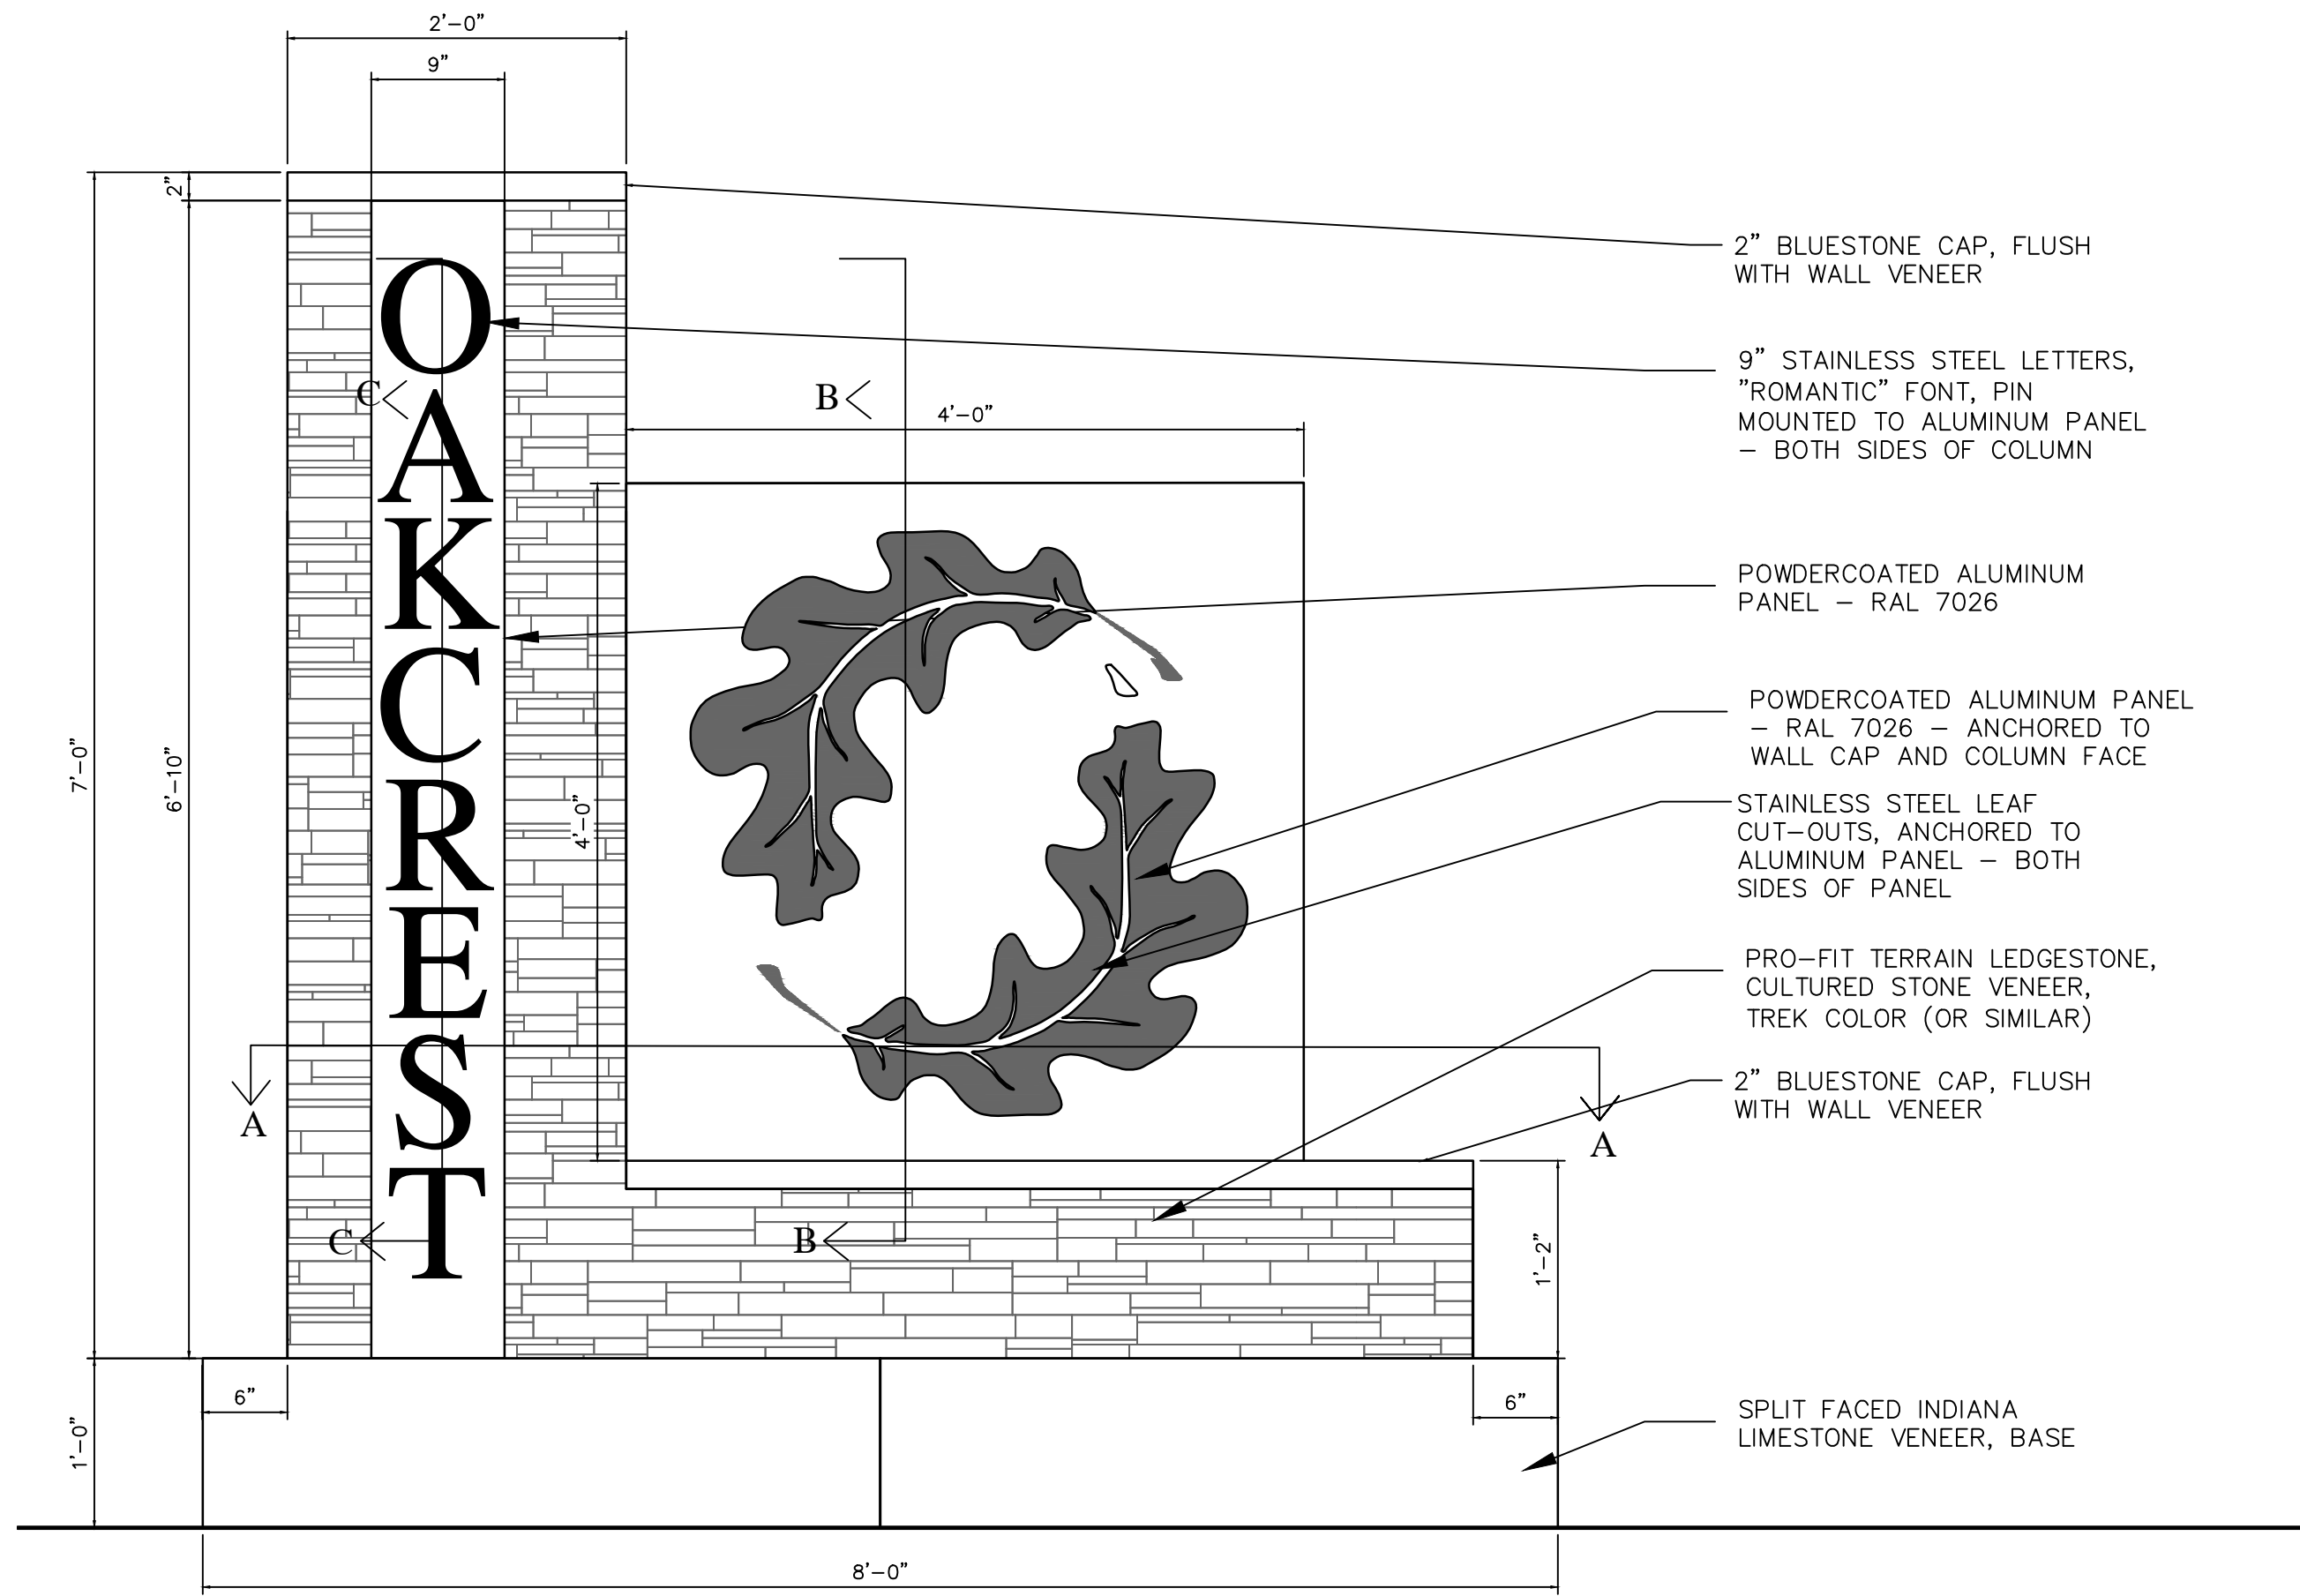 2'-0"
9"
2"
2" BLUESTONE CAP, FLUSH
WITH WALL VENEER
9" STAINLESS STEEL LETTERS,
"ROMANTIC" FONT, PIN
MOUNTED TO ALUMINUM PANEL
- BOTH SIDES OF COLUMN
C
B
4'-0"
OAKCREST
POWDERCOATED ALUMINUM
PANEL - RAL 7026
POWDERCOATED ALUMINUM PANEL
- RAL 7026 - ANCHORED TO
WALL CAP AND COLUMN FACE
7'-0"
6'-10"
4'-0"
STAINLESS STEEL LEAF
CUT-OUTS, ANCHORED TO
ALUMINUM PANEL - BOTH
SIDES OF PANEL
PRO-FIT TERRAIN LEDGESTONE,
CULTURED STONE VENEER,
TREK COLOR (OR SIMILAR)
2" BLUESTONE CAP, FLUSH
WITH WALL VENEER
A
A
C
B
1'-2"
6"
6"
1'-0"
SPLIT FACED INDIANA
LIMESTONE VENEER, BASE
8'-0"